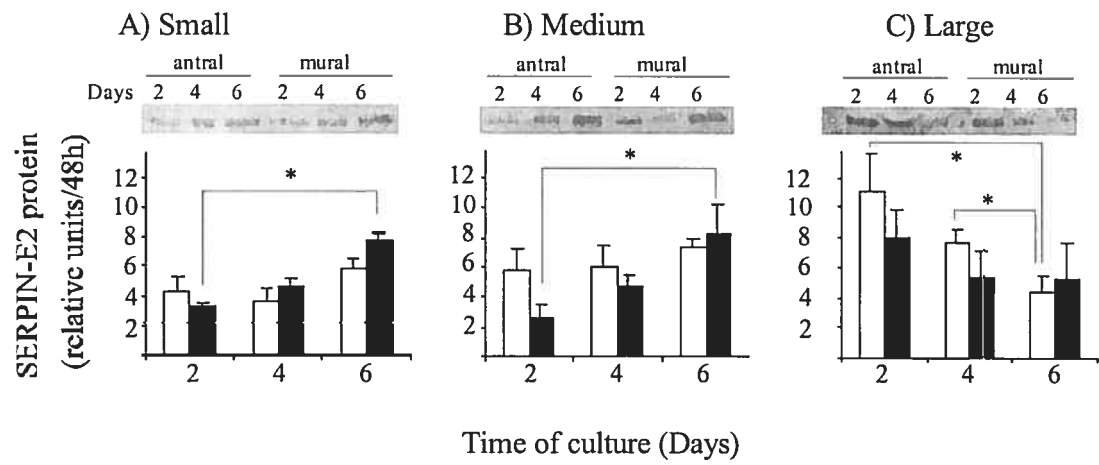 A) Small
B) Medium
C) Large
antral mural
antral mural
antral mural
Days 2 4 6 2 4 6
2 4 6 2 4 6
2 4 6 2 4 6
SERPIN-E2 protein
(relative units/48h)
12
10
8
6
4
2
*
2 4 6
12
10
8
6
4
2
*
2 4 6
12
10
8
6
4
2
*
*
2 4 6
Time of culture (Days)